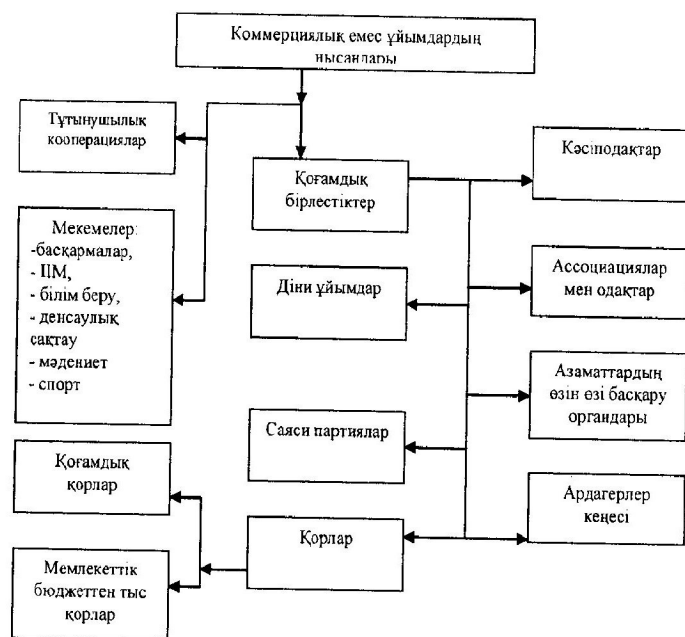 Коммерциялық емес ұйымдардың
нысандары
Тұтынушылық
кооперациялар
Қоғамдық
бірлестіктер
Кәсіподақтар
Мекемелер:
-басқармалар,
- ІІМ,
- білім беру,
- денсаулық
сақтау
- мәдениет
- спорт
Діни ұйымдар
Ассоциациялар
мен одақтар
Азаматтардың
өзін өзі басқару
органдары
Саяси партиялар
Қоғамдық
қорлар
Ардагерлер
кеңесі
Қорлар
Мемлекеттік
бюджеттен тыс
қорлар